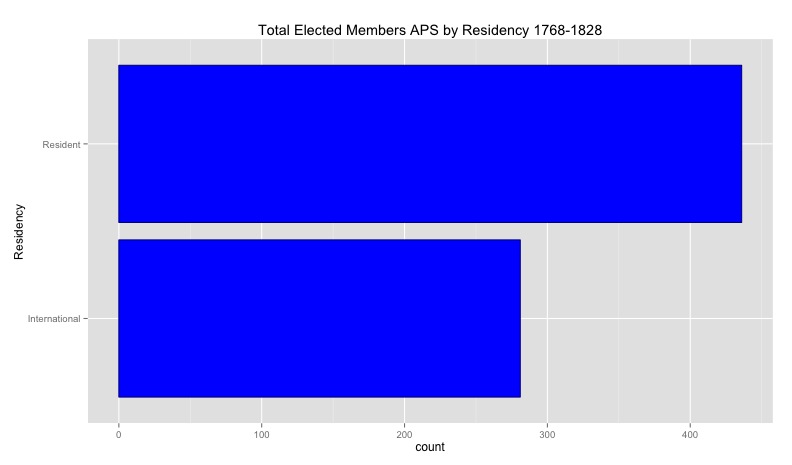 Total Elected Members APS by Residency 1768-1828
Resident
Residency
International
0 100 200 300 400
count